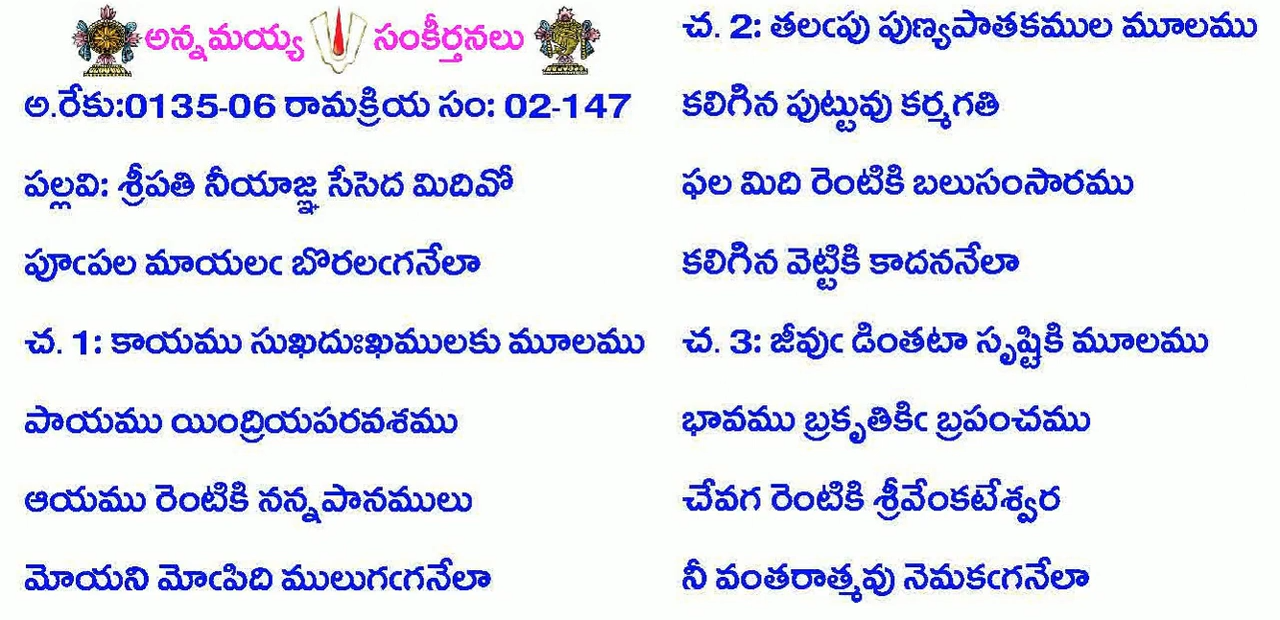 అన్నమయ్య సంకీర్తనలు
అ.రేకు:0135-06 రామక్రియ సం: 02-147
పల్లవి: శ్రీపతి నీయాజ్ఞ సేసెద మిదివో
పూఁపల మాయలఁ బొరలఁగనేలా
చ. 1: కాయము సుఖదుఃఖములకు మూలము
పాయము యింద్రియపరవశము
ఆయము రెంటికి నన్నపానములు
మోయని మోఁపిది ములుగఁగనేలా
చ. 2: తలఁపు పుణ్యపాతకముల మూలము
కలిగిన పుట్టువు కర్మగతి
ఫల మిది రెంటికి బలుసంసారము
కలిగిన వెట్టికి కాదననేలా
చ. 3: జీవుఁ డింతటా సృష్టికి మూలము
భావము బ్రకృతికిఁ బ్రపంచము
చేవగ రెంటికి శ్రీవేంకటేశ్వర
నీ వంతరాత్మవు నెమకఁగనేలా